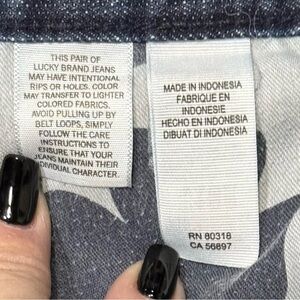 THIS PAIR OF
LUCKY BRAND JEANS
MAY HAVE INTENTIONAL
RIPS OR HOLES. COLOR
MAY TRANSFER TO LIGHTER
COLORED FABRICS.
AVOID PULLING UP BY
BELT LOOPS, SIMPLY
FOLLOW THE CARE
INSTRUCTIONS TO
ENSURE THAT YOUR
JEANS MAINTAIN THEIR
INDIVIDUAL CHARACTER.
MADE IN INDONESIA
FABRIQUE EN
INDONESIE
HECHO EN INDONESIA
DIBUAT DI INDONESIA
RN 80318
CA 56897